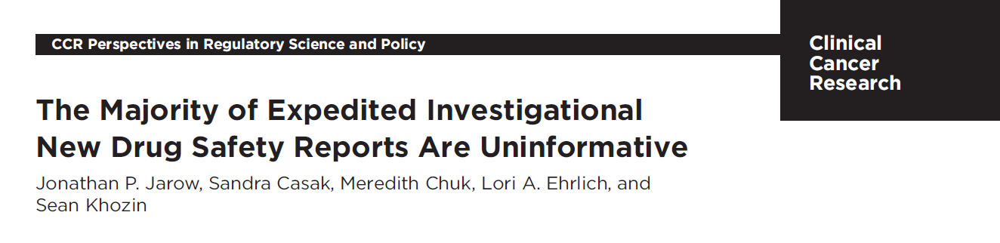 CCR Perspectives in Regulatory Science and Policy
Clinical
Cancer
Research
The Majority of Expedited Investigational
New Drug Safety Reports Are Uninformative
Jonathan P. Jarow, Sandra Casak, Meredith Chuk, Lori A. Ehrlich, and
Sean Khozin